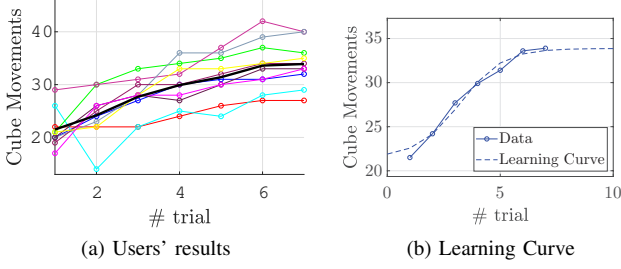 Cube Movements
40
30
20
2 4 6
# trial
(a) Users' results
Cube Movements
35
30
25
20
0 5 10
# trial
Data
Learning Curve
(b) Learning Curve